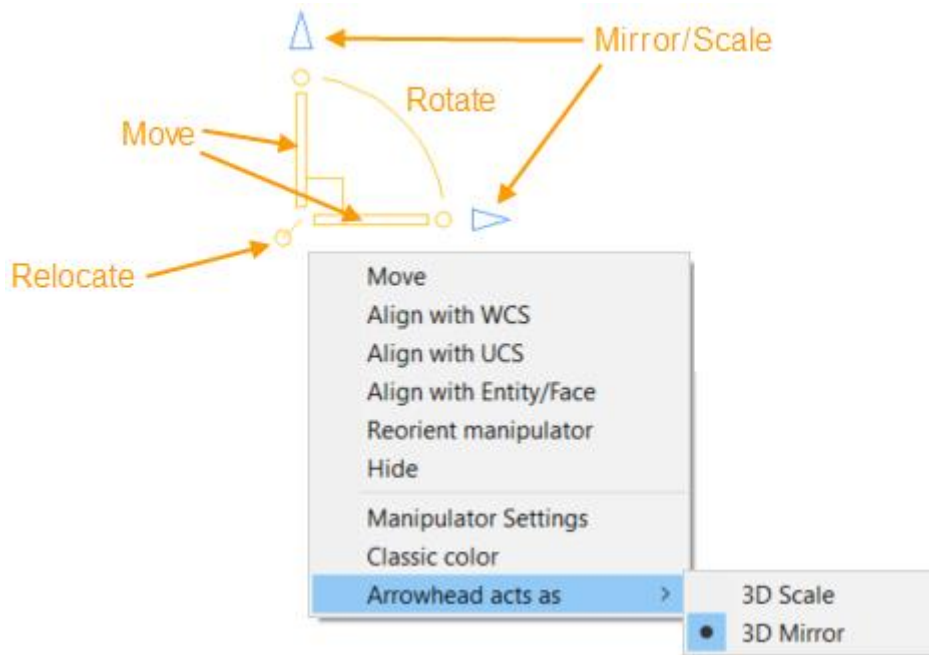 Mirror/Scale
Rotate
Move
Relocate
Move
Align with WCS
Align with UCS
Align with Entity/Face
Reorient manipulator
Hide
Manipulator Settings
Classic color
Arrowhead acts as
3D Scale
3D Mirror